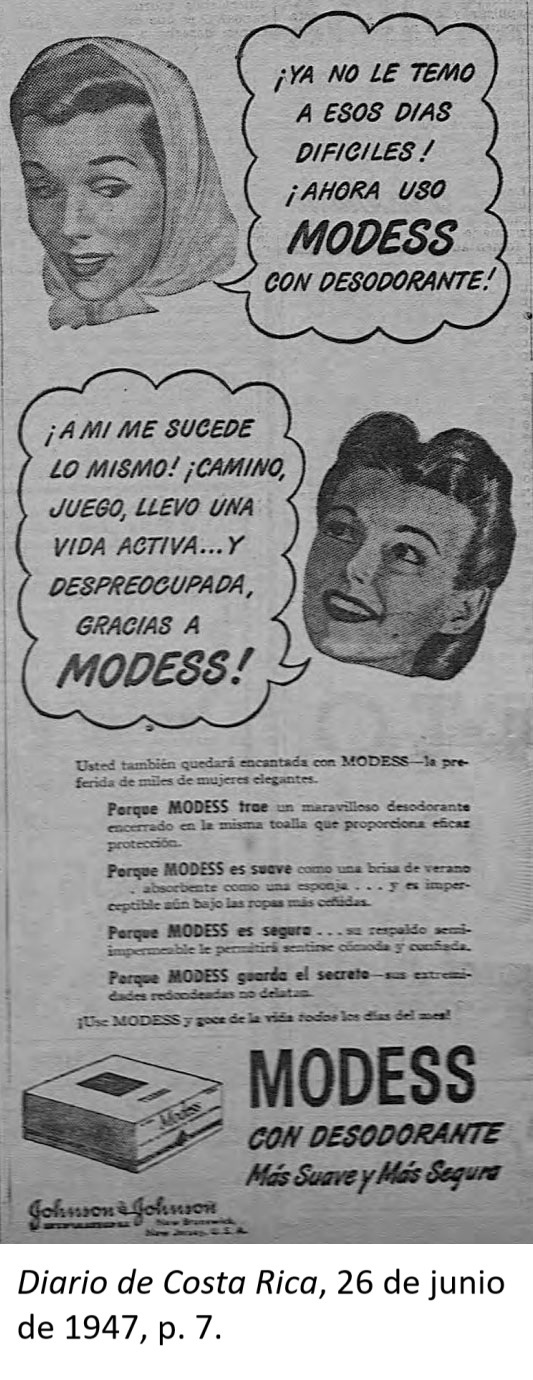 ¡YA NO LE TEMO
A ESOS DIAS
DIFICILES!
¡AHORA USO
MODESS
CON DESODORANTE!
¡A MI ME SUCEDE
LO MISMO! ¡CAMINO,
JUEGO, LLEVO UNA
VIDA ACTIVA...Y
DESPREOCUPADA,
GRACIAS A
MODESS!
Usted también quedará encantada con MODESS—la pre-
ferida de miles de mujeres elegantes.
Porque MODESS trae un maravilloso desodorante
encerrado en la misma toalla que proporciona eficaz
protección.
Porque MODESS es suave como una brisa de verano
. absorbente como una esponja . . . y es imper-
ceptible aún bajo las ropas más ceñidas.
Porque MODESS es segura . . . su respaldo semi-
impermeable le permitirá sentirse cómoda y confiada.
Porque MODESS guarda el secreto—sus extremi-
dades redondeadas no delatan.
¡Use MODESS y goce de la vida todos los días del mes!
Modess
MODESS
CON DESODORANTE
Más Suave y Más Segura
Johnson & Johnson
New Brunswick,
New Jersey, U. S. A.
Diario de Costa Rica, 26 de junio
de 1947, p. 7.